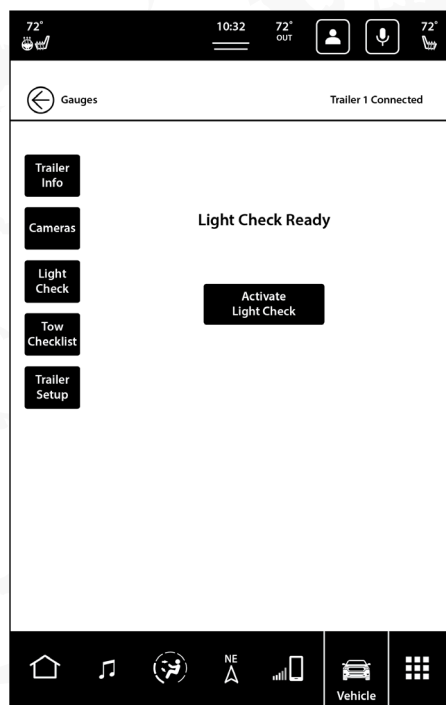 72°
10:32
72°
OUT
72°
Gauges
Trailer 1 Connected
Trailer
Info
Cameras
Light
Check
Tow
Checklist
Trailer
Setup
Light Check Ready
Activate
Light Check
NE
Vehicle